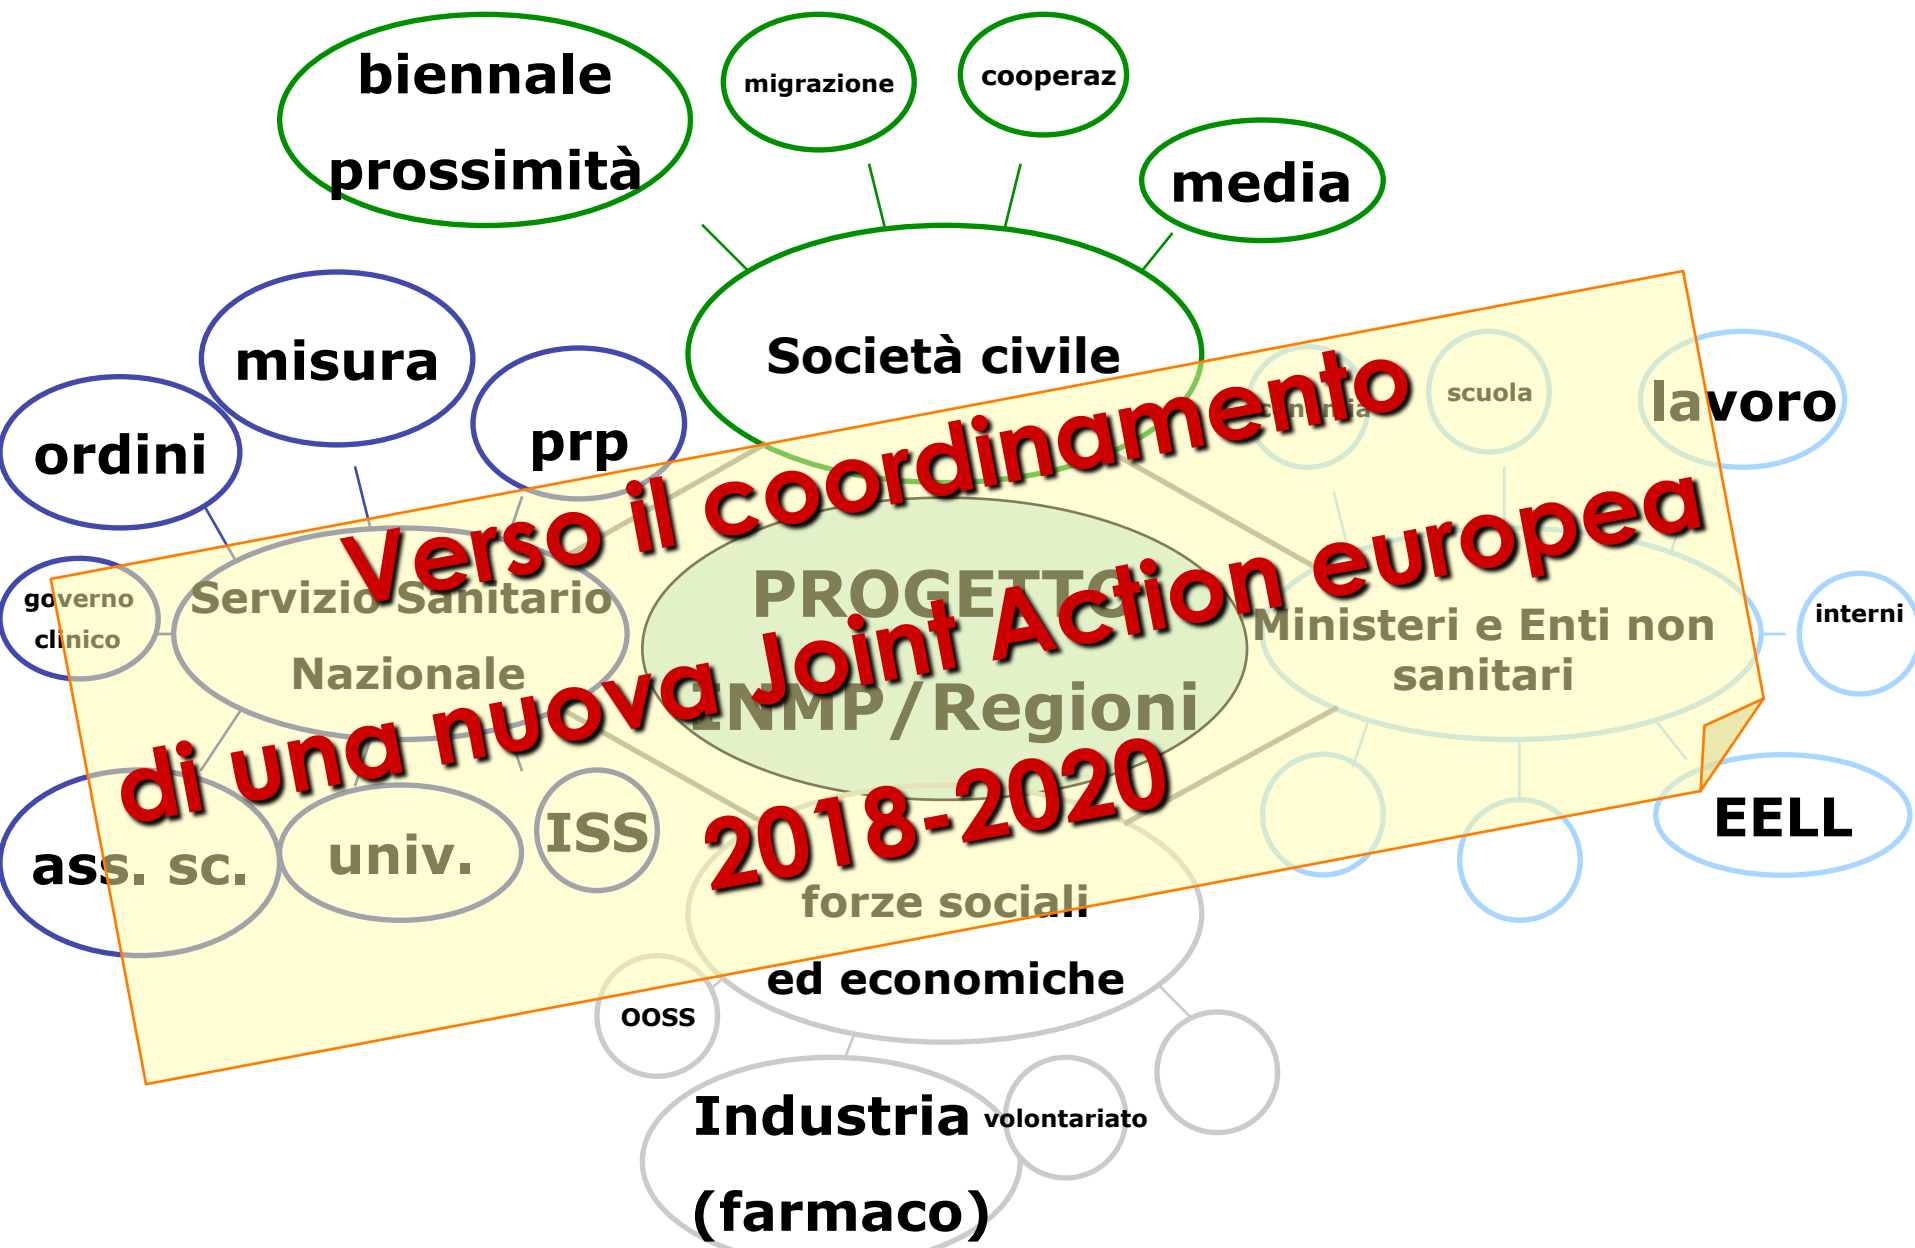 biennale
prossimità
migrazione
cooperaz
media
misura
ordini
prp
Società civile
scuola
lavoro
Verso il coordinamento
di una nuova Joint Action europea
2018-2020
governo
clinico
Servizio Sanitario
Nazionale
PROGETTO
INMP/Regioni
Ministeri e Enti non
sanitari
interni
ass. sc.
univ.
ISS
EELL
forze sociali
ed economiche
OOSS
Industria
(farmaco)
volontariato